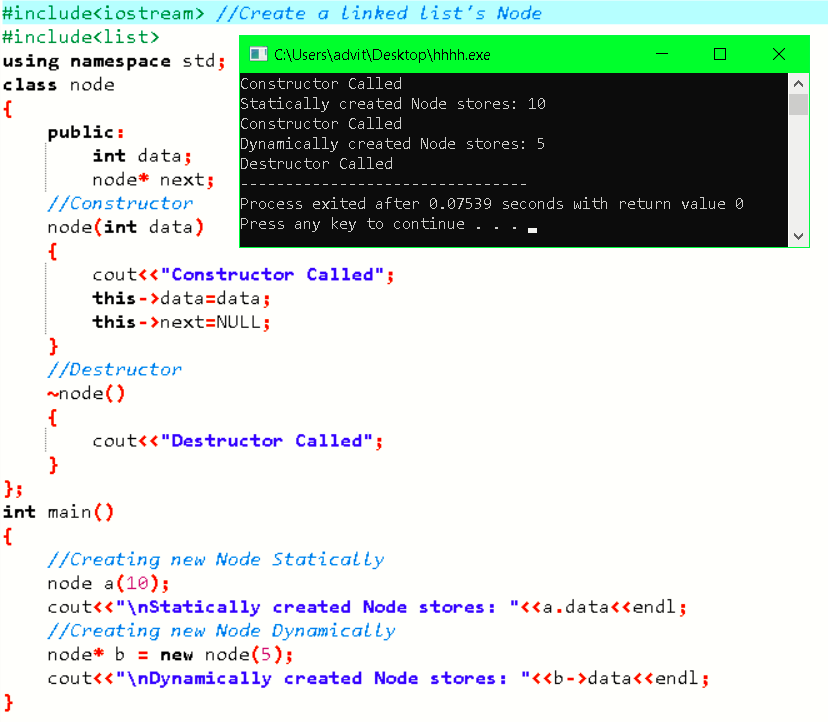 #include<iostream> //Create a linked list's Node
#include<list>
using namespace std;
class node
{
    public:
        int data;
        node* next;
    //Constructor
    node(int data)
    {
        cout<<"Constructor Called";
        this->data=data;
        this->next=NULL;
    }
    //Destructor
    ~node()
    {
        cout<<"Destructor Called";
    }
};
int main()
{
    //Creating new Node Statically
    node a(10);
    cout<<"\nStatically created Node stores: "<<a.data<<endl;
    //Creating new Node Dynamically
    node* b = new node(5);
    cout<<"\nDynamically created Node stores: "<<b->data<<endl;
}
C:\Users\advit\Desktop\hhhh.exe
Constructor Called
Statically created Node stores: 10
Constructor Called
Dynamically created Node stores: 5
Destructor Called
--------------------------------
Process exited after 0.07539 seconds with return value 0
Press any key to continue . . .